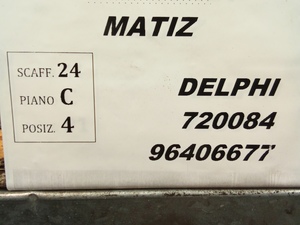 MATIZ
SCAFF. 24
PIANO C
POSIZ. 4
DELPHI
720084
96406677